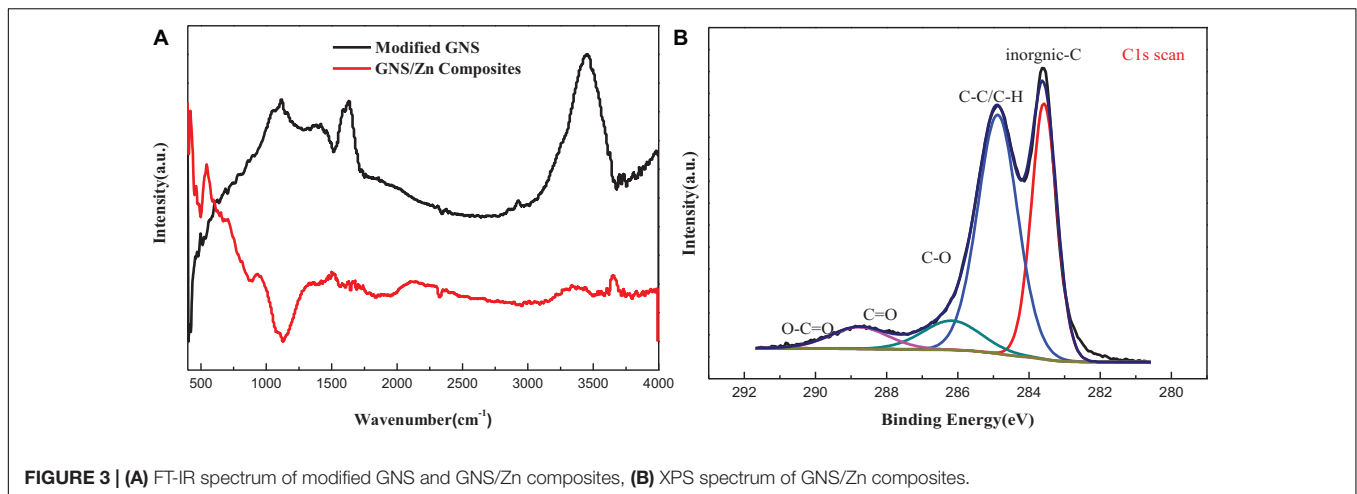 A
Modified GNS
GNS/Zn Composites
Intensity(a.u.)
500 1000 1500 2000 2500 3000 3500 4000
Wavenumber(cm⁻¹)
B
inorgnic-C
C1s scan
C-C/C-H
C-O
C=O
O-C=O
Intensity(a.u.)
292 290 288 286 284 282 280
Binding Energy(eV)
FIGURE 3 | (A) FT-IR spectrum of modified GNS and GNS/Zn composites, (B) XPS spectrum of GNS/Zn composites.